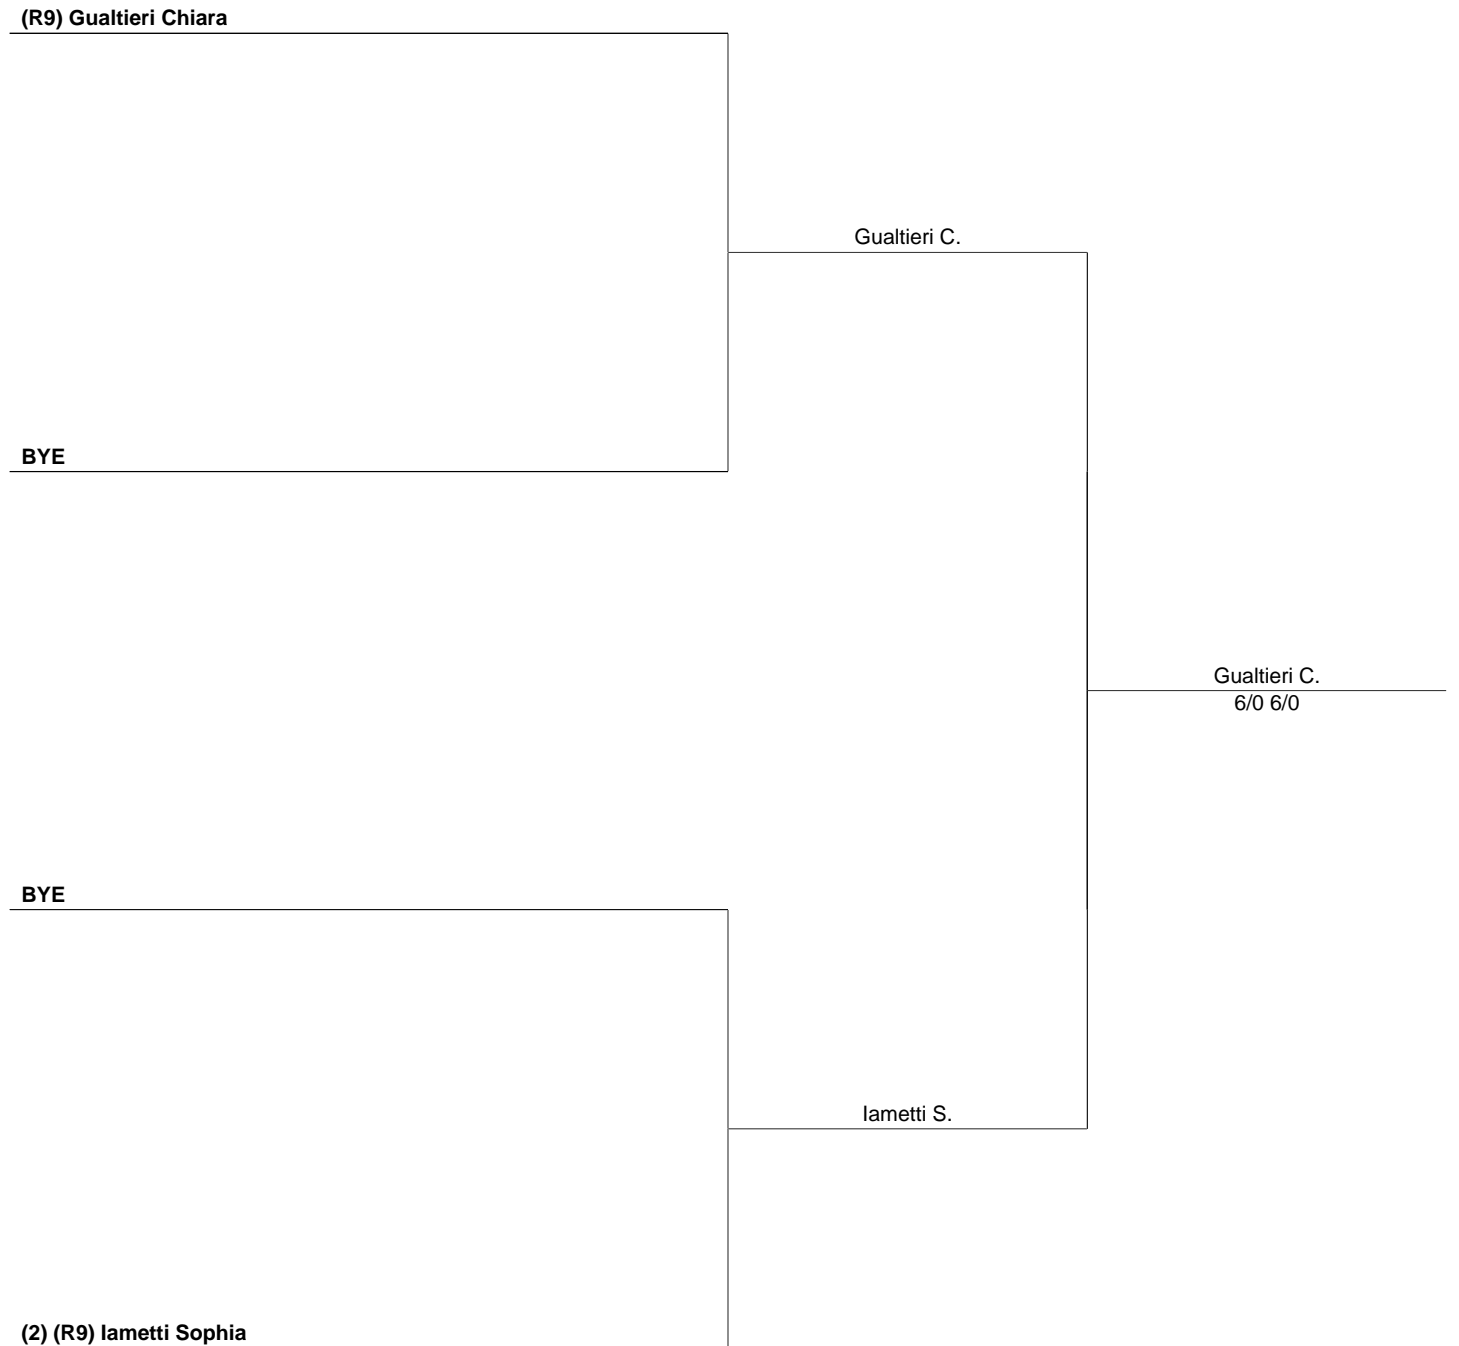 (R9) Gualtieri Chiara
Gualtieri C.
BYE
Gualtieri C.
6/0 6/0
BYE
Iametti S.
(2) (R9) Iametti Sophia